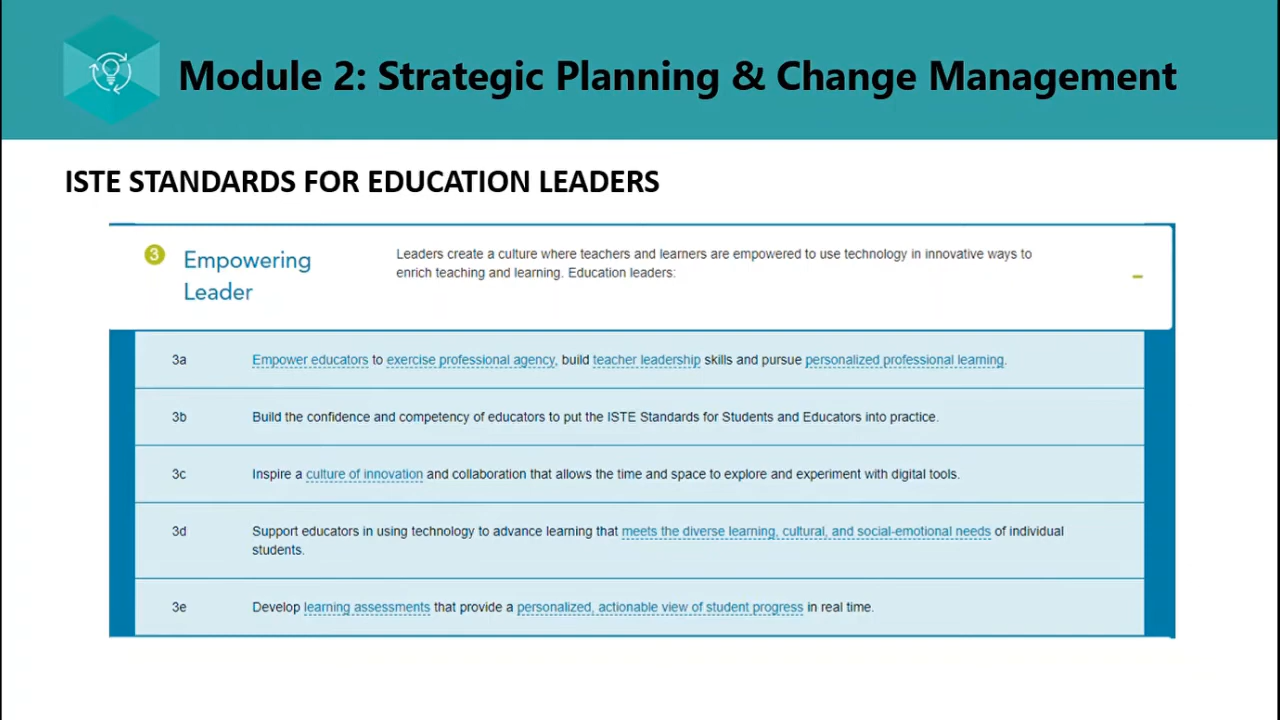 Module 2: Strategic Planning & Change Management
ISTE STANDARDS FOR EDUCATION LEADERS
3
Empowering
Leader
Leaders create a culture where teachers and learners are empowered to use technology in innovative ways to
enrich teaching and learning. Education leaders:
3a
Empower educators to exercise professional agency, build teacher leadership skills and pursue personalized professional learning.
3b
Build the confidence and competency of educators to put the ISTE Standards for Students and Educators into practice.
3c
Inspire a culture of innovation and collaboration that allows the time and space to explore and experiment with digital tools.
3d
Support educators in using technology to advance learning that meets the diverse learning, cultural, and social-emotional needs of individual
students.
3e
Develop learning assessments that provide a personalized, actionable view of student progress in real time.